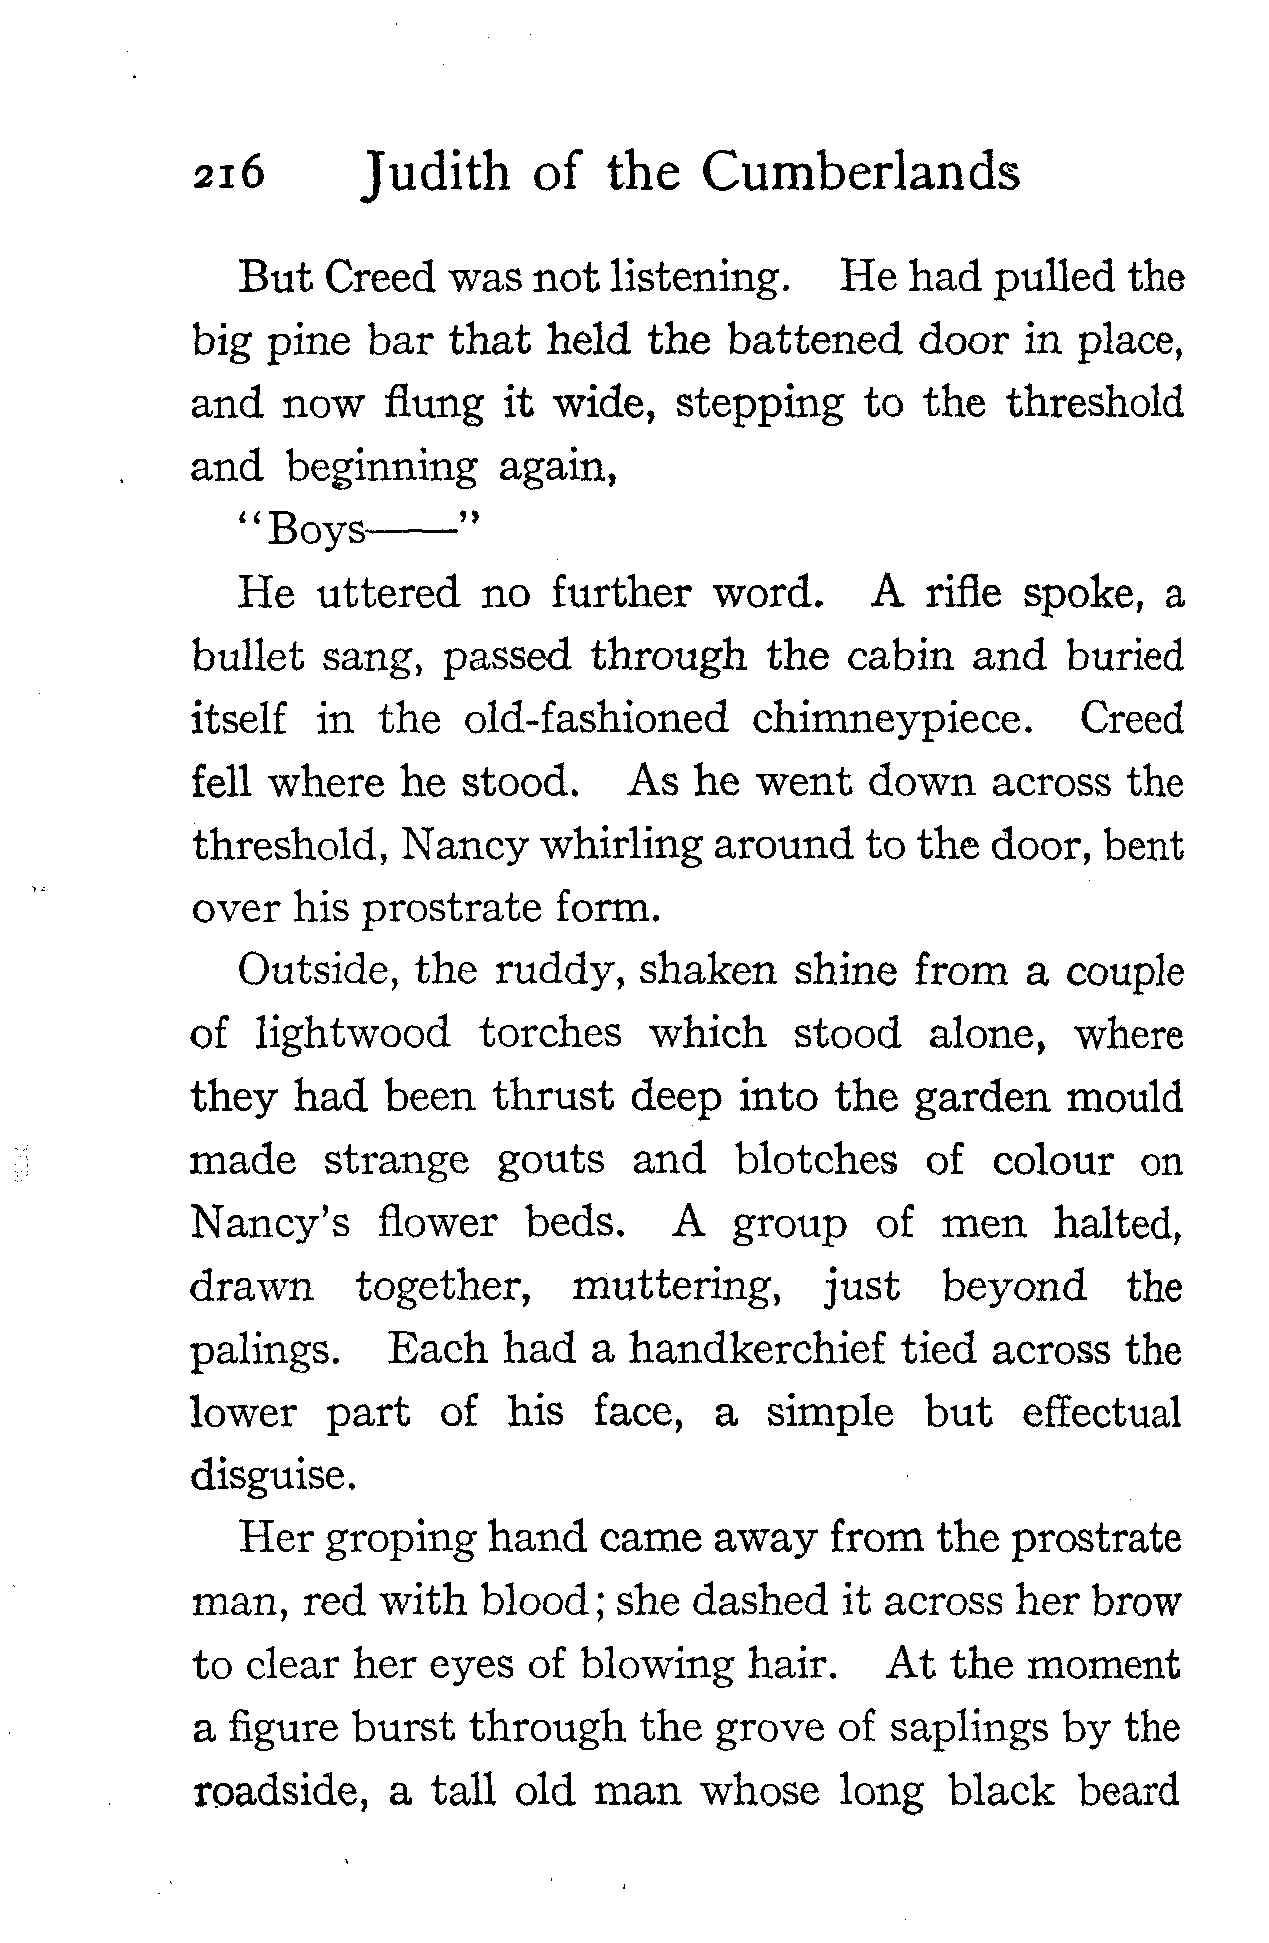 216 Judith of the Cumberlands
But Creed was not listening. He had pulled the
big pine bar that held the battened door in place,
and now flung it wide, stepping to the threshold
and beginning again,
"Boys——"
He uttered no further word. A rifle spoke, a
bullet sang, passed through the cabin and buried
itself in the old-fashioned chimneypiece. Creed
fell where he stood. As he went down across the
threshold, Nancy whirling around to the door, bent
over his prostrate form.
Outside, the ruddy, shaken shine from a couple
of lightwood torches which stood alone, where
they had been thrust deep into the garden mould
made strange gouts and blotches of colour on
Nancy's flower beds. A group of men halted,
drawn together, muttering, just beyond the
palings. Each had a handkerchief tied across the
lower part of his face, a simple but effectual
disguise.
Her groping hand came away from the prostrate
man, red with blood; she dashed it across her brow
to clear her eyes of blowing hair. At the moment
a figure burst through the grove of saplings by the
roadside, a tall old man whose long black beard